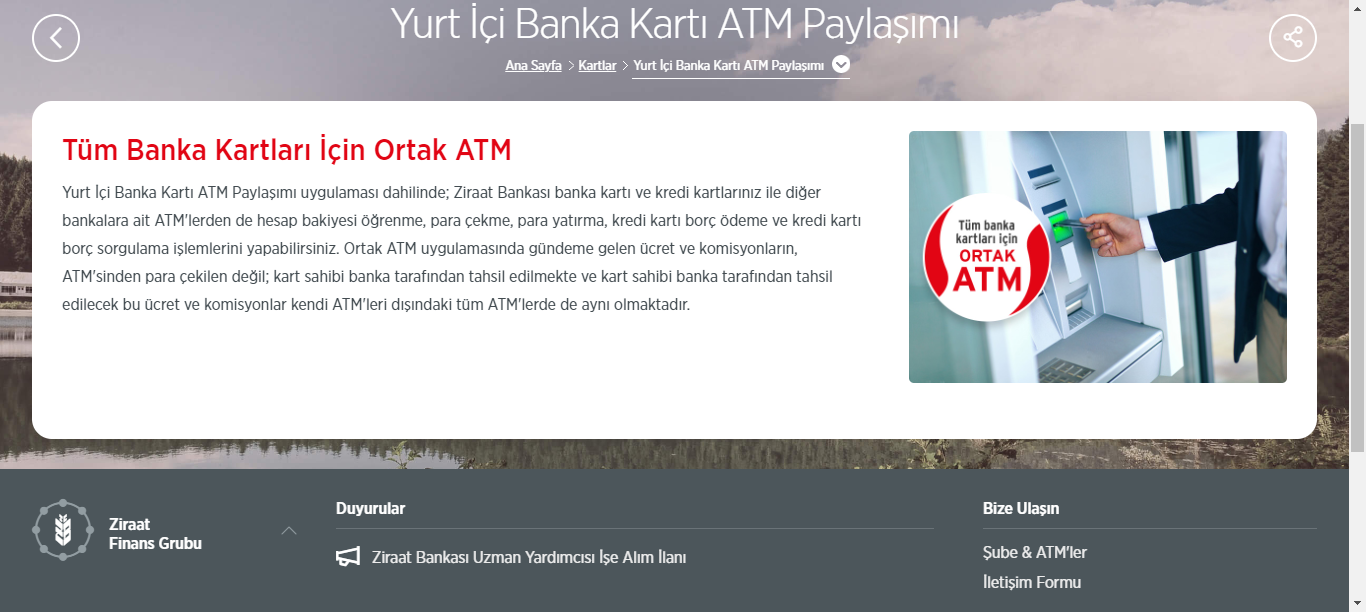 Yurt İçi Banka Kartı ATM Paylaşımı
Ana Sayfa > Kartlar > Yurt İçi Banka Kartı ATM Paylaşımı
Tüm Banka Kartları İçin Ortak ATM
Yurt İçi Banka Kartı ATM Paylaşımı uygulaması dahilinde; Ziraat Bankası banka kartı ve kredi kartlarınız ile diğer
bankalara ait ATM'lerden de hesap bakiyesi öğrenme, para çekme, para yatırma, kredi kartı borç ödeme ve kredi kartı
borç sorgulama işlemlerini yapabilirsiniz. Ortak ATM uygulamasında gündeme gelen ücret ve komisyonların,
ATM'sinden para çekilen değil; kart sahibi banka tarafından tahsil edilmekte ve kart sahibi banka tarafından tahsil
edilecek bu ücret ve komisyonlar kendi ATM'leri dışındaki tüm ATM'lerde de aynı olmaktadır.
Tüm banka
kartları için
ORTAK
ATM
Ziraat
Finans Grubu
Duyurular
Ziraat Bankası Uzman Yardımcısı İşe Alım İlanı
Bize Ulaşın
Şube & ATM'ler
İletişim Formu